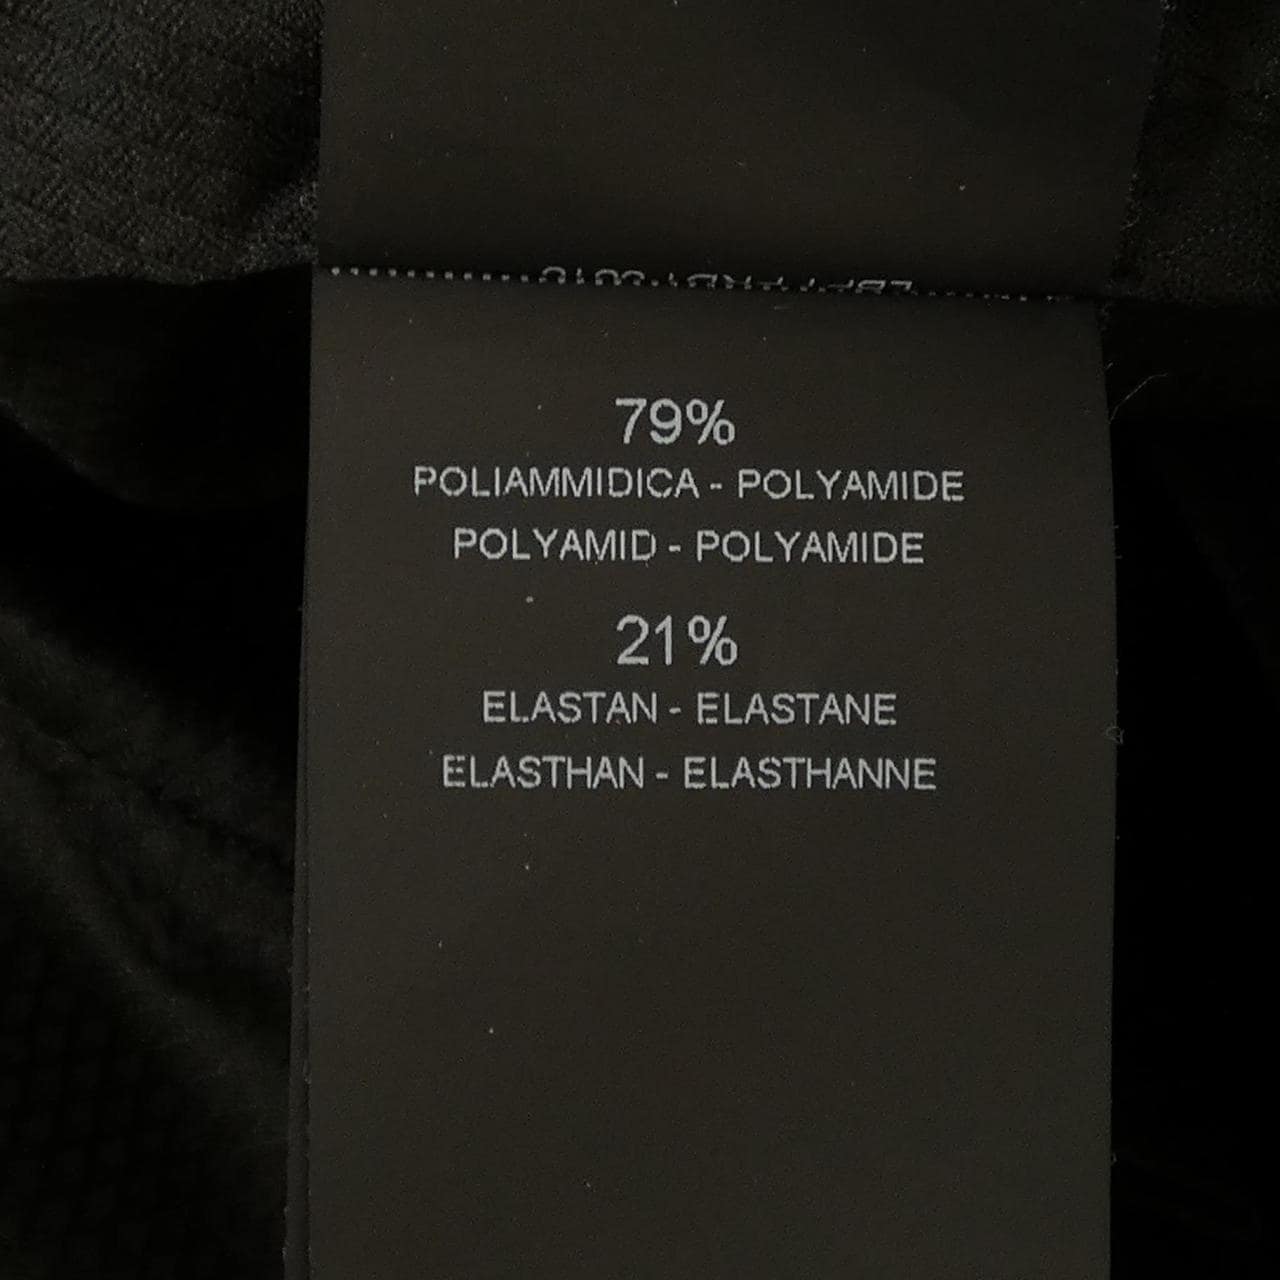 79%
POLIAMMIDICA - POLYAMIDE
POLYAMID - POLYAMIDE
21%
ELASTAN - ELASTANE
ELASTHAN - ELASTHANNE